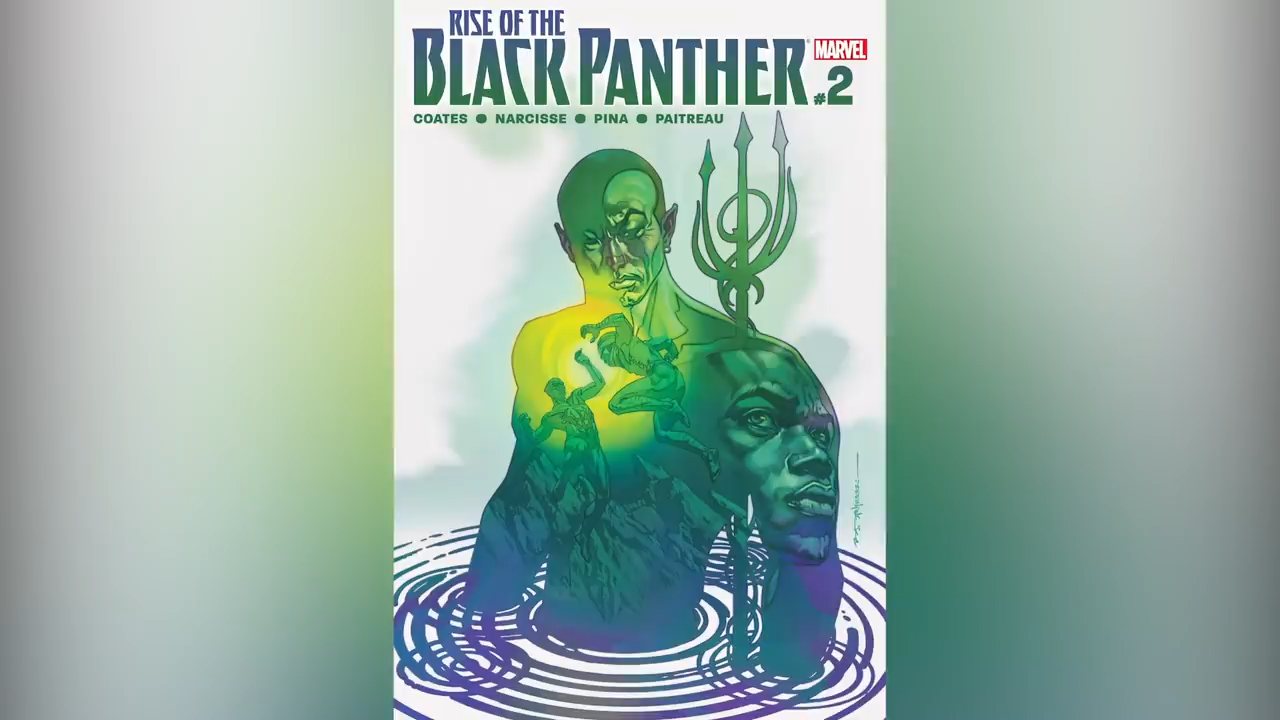 RISE OF THE
BLACK PANTHER
MARVEL
#2
COATES ● NARCISSE ● PINA ● PAITREAU